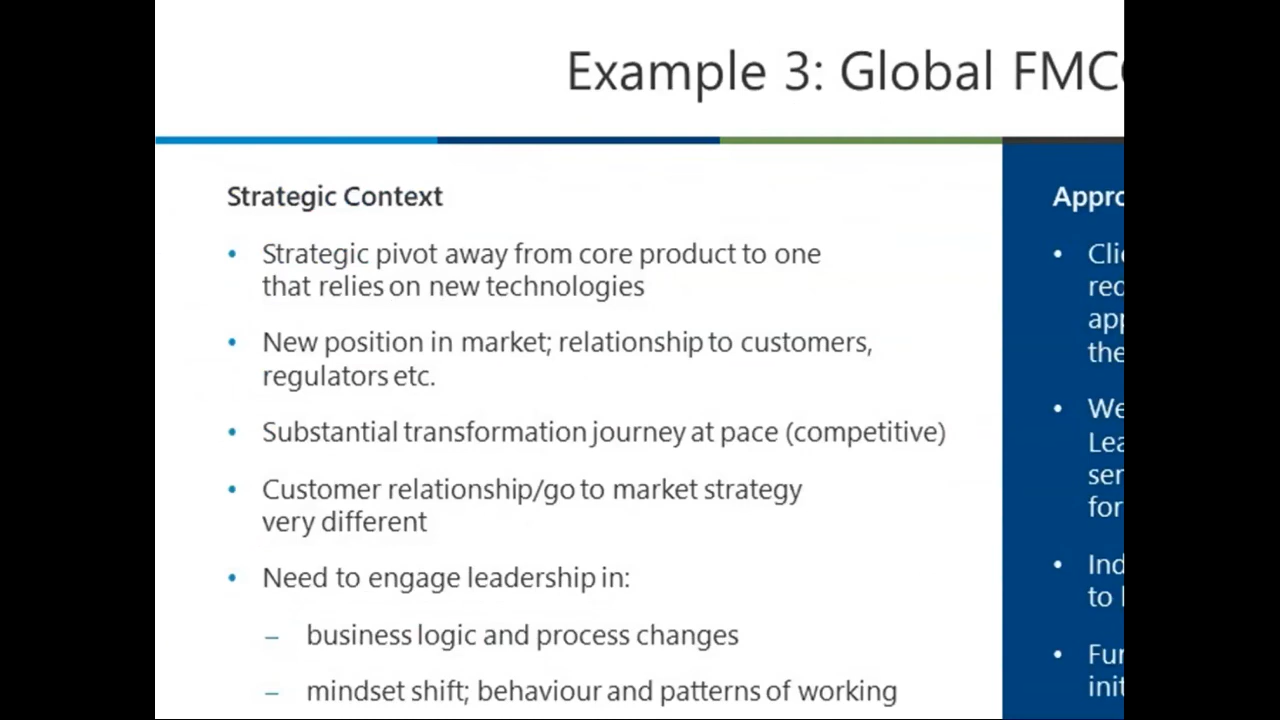 Example 3: Global FMC
Strategic Context
• Strategic pivot away from core product to one
that relies on new technologies
• New position in market; relationship to customers,
regulators etc.
• Substantial transformation journey at pace (competitive)
• Customer relationship/go to market strategy
very different
• Need to engage leadership in:
– business logic and process changes
– mindset shift; behaviour and patterns of working